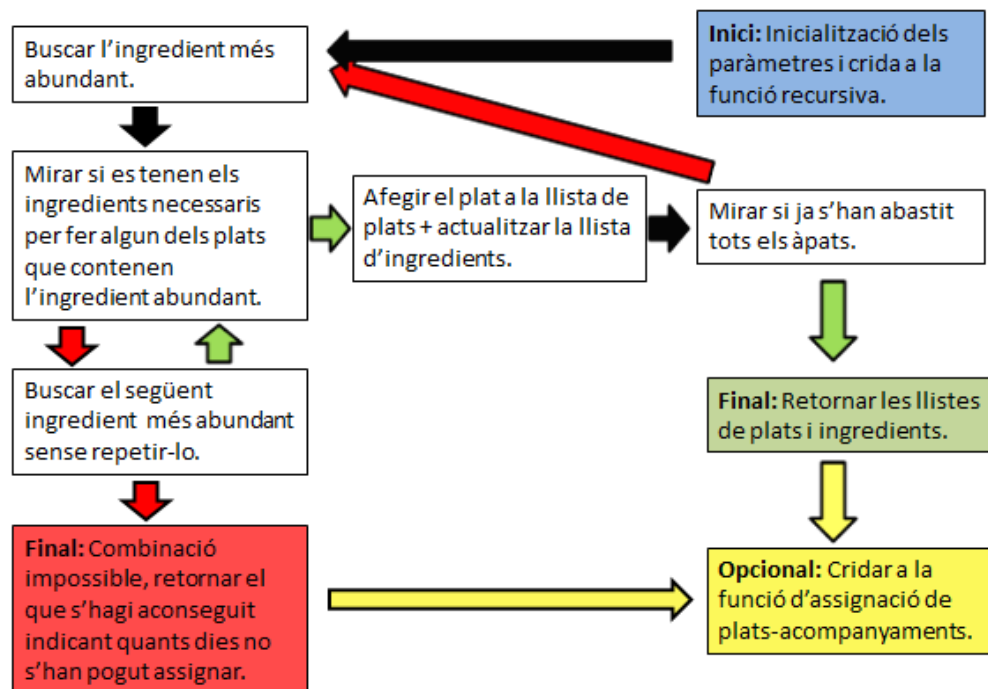 Buscar l'ingredient més
abundant.
Inici: Inicialització dels
paràmetres i crida a la
funció recursiva.
Mirar si es tenen els
ingredients necessaris
per fer algun dels plats
que contenen
l'ingredient abundant.
Afegir el plat a la llista de
plats + actualitzar la llista
d'ingredients.
Mirar si ja s'han abastit
tots els àpats.
Buscar el següent
ingredient més abundant
sense repetir-lo.
Final: Retornar les llistes
de plats i ingredients.
Final: Combinació
impossible, retornar el
que s'hagi aconseguit
indicant quants dies no
s'han pogut assignar.
Opcional: Cridar a la
funció d'assignació de
plats-acompanyaments.